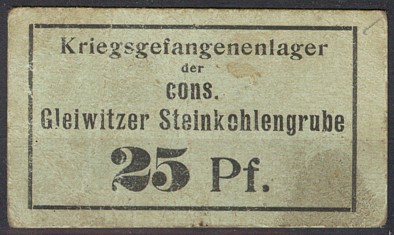 Kriegsgefangenenlager
der
cons.
Gleiwitzer Steinkohlengrube
25 Pf.